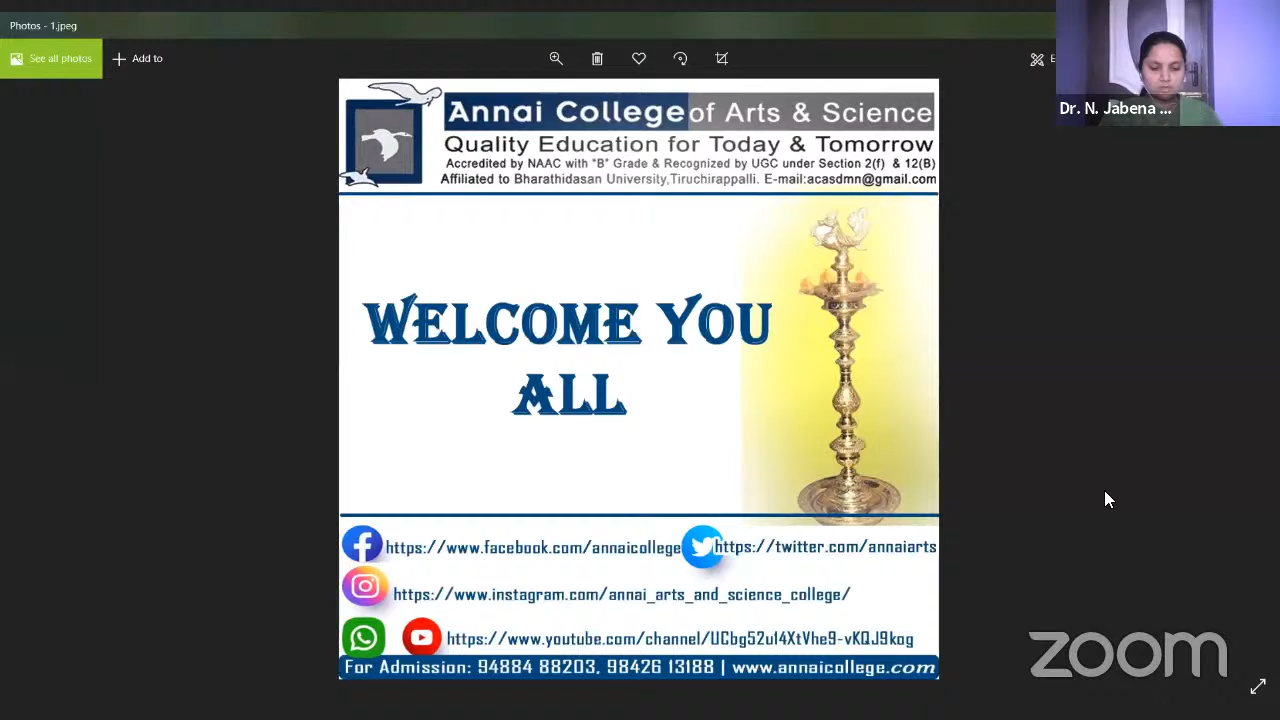 Photos - 1.jpeg
See all photos
Add to
Dr. N. Jabena ...
Annai College of Arts & Science
Quality Education for Today & Tomorrow
Accredited by NAAC with "B" Grade & Recognized by UGC under Section 2(f) & 12(B)
Affiliated to Bharathidasan University,Tiruchirappalli. E-mail:acasdmn@gmail.com
WELCOME YOU
ALL
https://www.facebook.com/annaicollege
https://twitter.com/annaiarts
https://www.instagram.com/annai_arts_and_science_college/
https://www.youtube.com/channel/UCbg52u14XtVhe9-vKQJ9kog
For Admission: 94884 88203, 98426 13188 | www.annaicollege.com
zoom